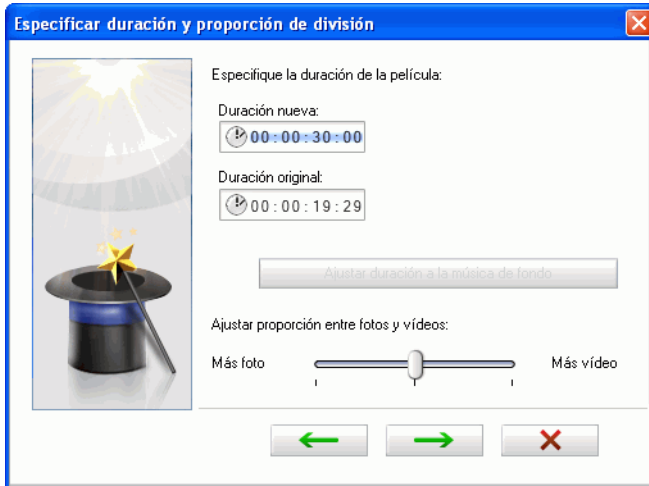 Especificar duración y proporción de división
Especifique la duración de la película:
Duración nueva:
00:00:30:00
Duración original:
00:00:19:29
Ajustar duración a la música de fondo
Ajustar proporción entre fotos y vídeos:
Más foto Más vídeo